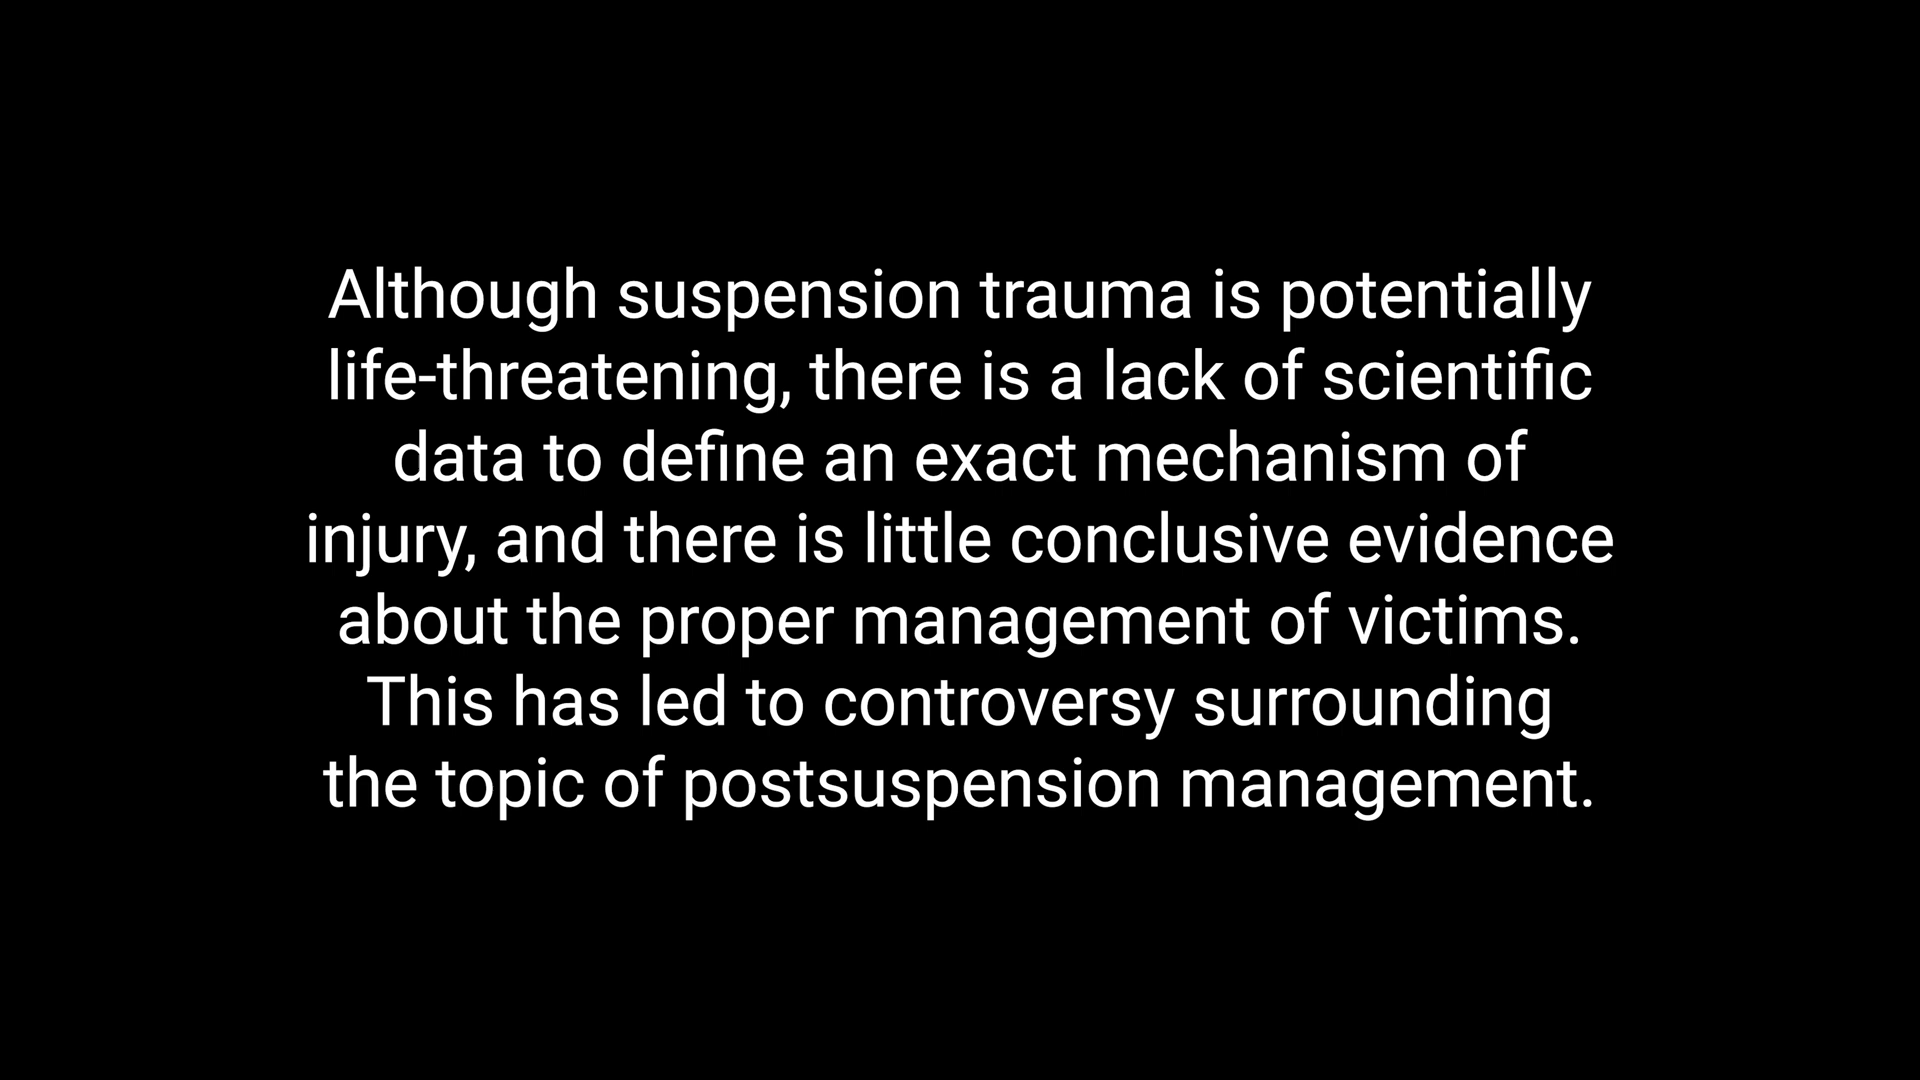 Although suspension trauma is potentially
life-threatening, there is a lack of scientific
data to define an exact mechanism of
injury, and there is little conclusive evidence
about the proper management of victims.
This has led to controversy surrounding
the topic of postsuspension management.